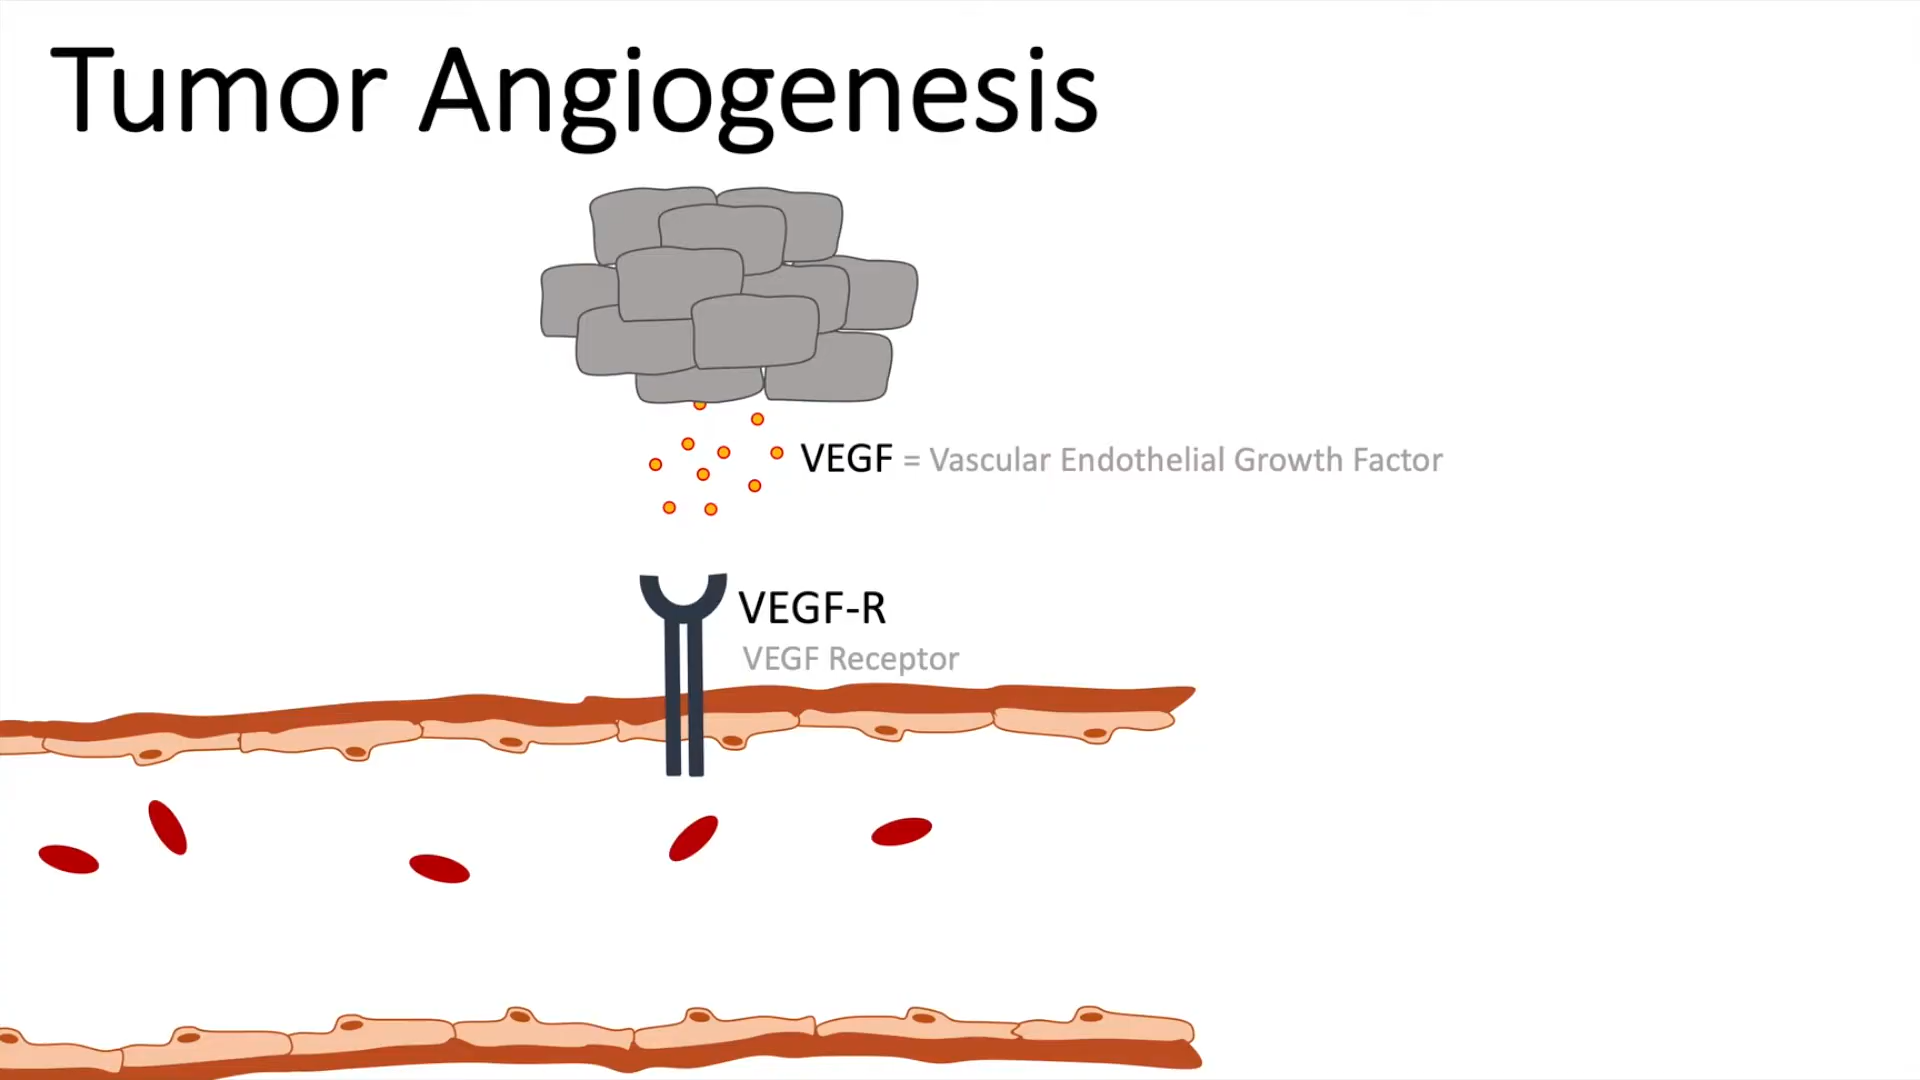 Tumor Angiogenesis
VEGF = Vascular Endothelial Growth Factor
VEGF-R
VEGF Receptor